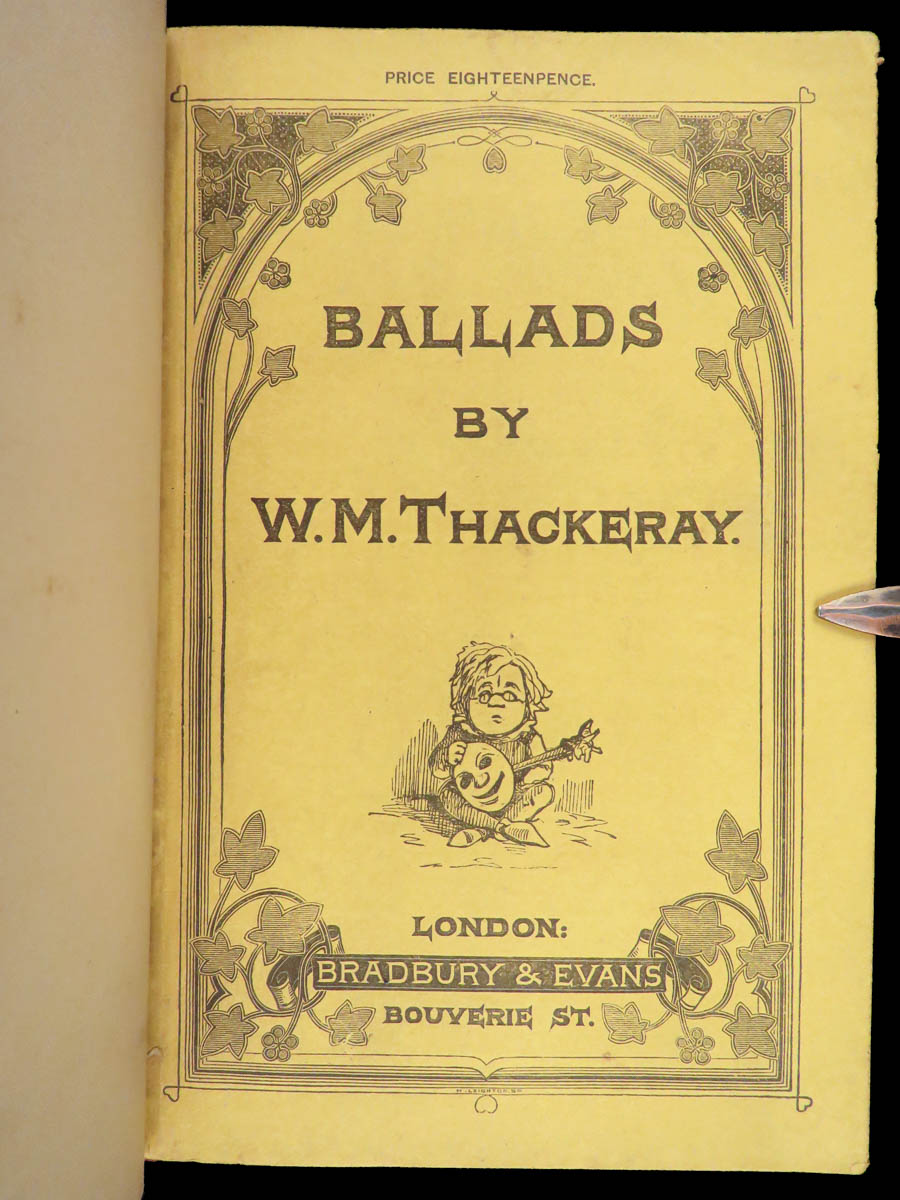 PRICE EIGHTEENPENCE.
BALLADS
BY
W. M. THACKERAY.
LONDON:
BRADBURY & EVANS
BOUVERIE ST.